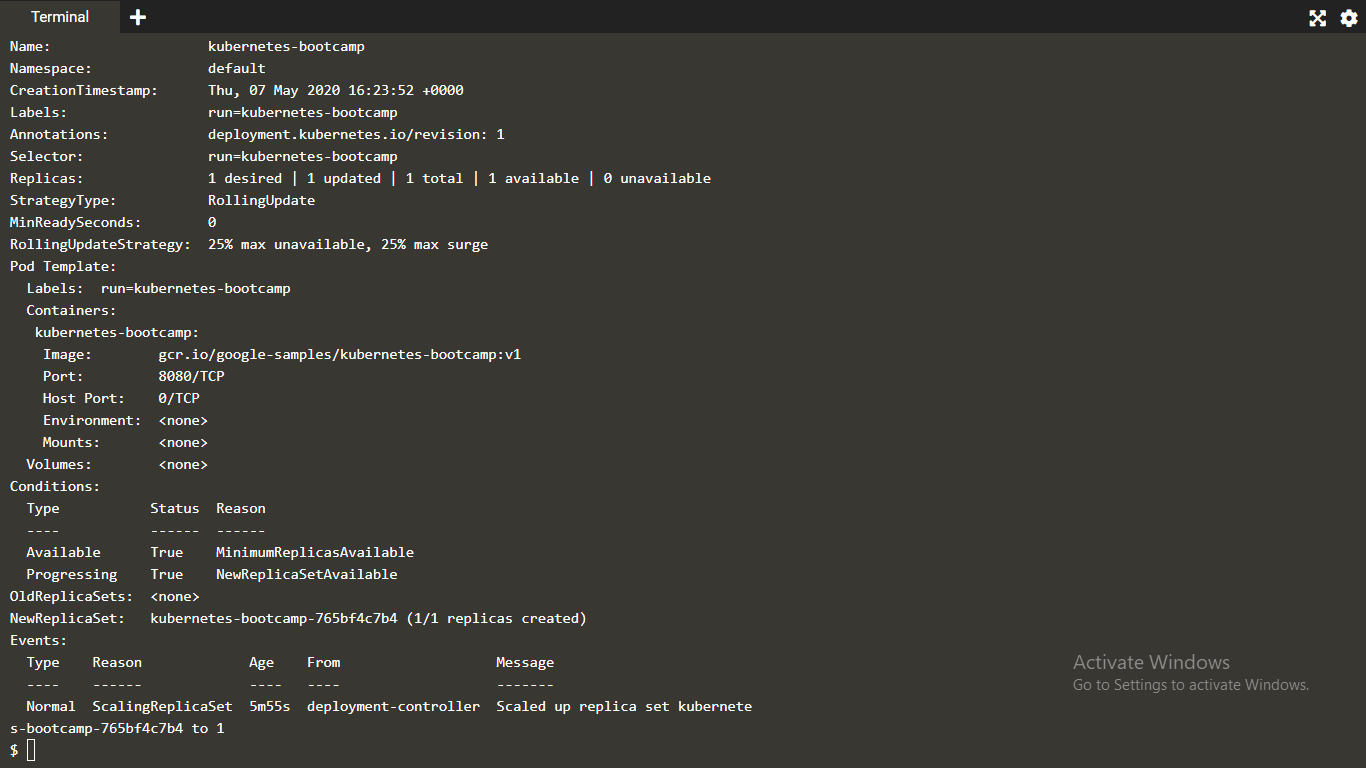 Terminal
Name:                   kubernetes-bootcamp
Namespace:              default
CreationTimestamp:      Thu, 07 May 2020 16:23:52 +0000
Labels:                 run=kubernetes-bootcamp
Annotations:            deployment.kubernetes.io/revision: 1
Selector:               run=kubernetes-bootcamp
Replicas:               1 desired | 1 updated | 1 total | 1 available | 0 unavailable
StrategyType:           RollingUpdate
MinReadySeconds:        0
RollingUpdateStrategy:  25% max unavailable, 25% max surge
Pod Template:
  Labels:  run=kubernetes-bootcamp
  Containers:
   kubernetes-bootcamp:
    Image:        gcr.io/google-samples/kubernetes-bootcamp:v1
    Port:         8080/TCP
    Host Port:    0/TCP
    Environment:  <none>
    Mounts:       <none>
  Volumes:        <none>
Conditions:
  Type           Status  Reason
  ----           ------  ------
  Available      True    MinimumReplicasAvailable
  Progressing    True    NewReplicaSetAvailable
OldReplicaSets:  <none>
NewReplicaSet:   kubernetes-bootcamp-765bf4c7b4 (1/1 replicas created)
Events:
  Type    Reason             Age    From                   Message
  ----    ------             ----   ----                   -------
  Normal  ScalingReplicaSet  5m55s  deployment-controller  Scaled up replica set kubernete
s-bootcamp-765bf4c7b4 to 1
$
Activate Windows
Go to Settings to activate Windows.